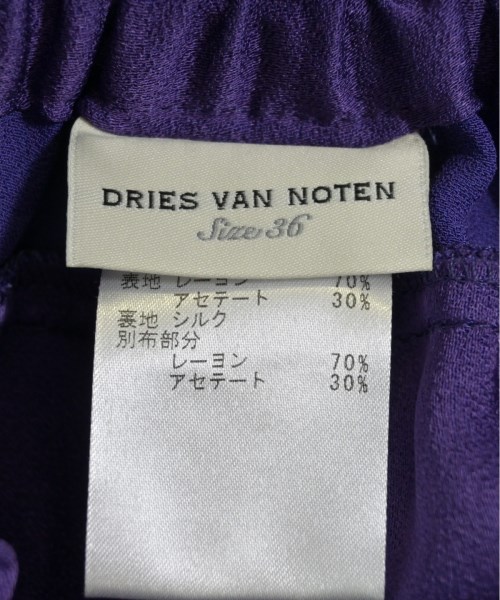 DRIES VAN NOTEN
Size 36
表地 レーヨン 70%
アセテート 30%
裏地 シルク
別布部分
レーヨン 70%
アセテート 30%